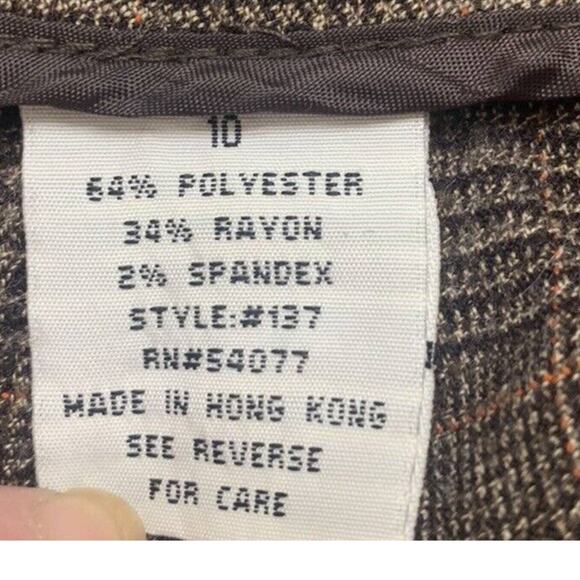 10
64% POLYESTER
34% RAYON
2% SPANDEX
STYLE:#137
RN#54077
MADE IN HONG KONG
SEE REVERSE
FOR CARE